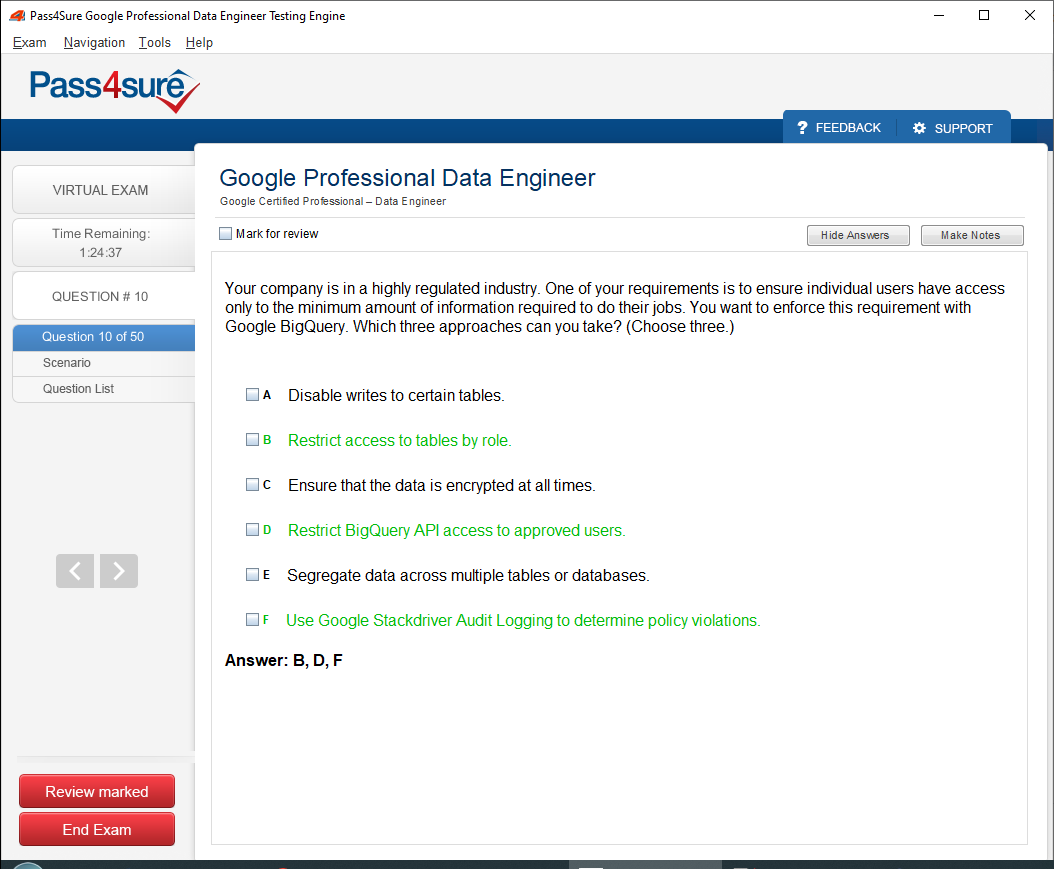 Pass4Sure Google Professional Data Engineer Testing Engine
Exam Navigation Tools Help
Pass4sure
? FEEDBACK SUPPORT
VIRTUAL EXAM
Time Remaining:
1:24:37
QUESTION # 10
Question 10 of 50
Scenario
Question List
Review marked
End Exam
Google Professional Data Engineer
Google Certified Professional – Data Engineer
Mark for review
Hide Answers Make Notes
Your company is in a highly regulated industry. One of your requirements is to ensure individual users have access
only to the minimum amount of information required to do their jobs. You want to enforce this requirement with
Google BigQuery. Which three approaches can you take? (Choose three.)
A Disable writes to certain tables.
B Restrict access to tables by role.
C Ensure that the data is encrypted at all times.
D Restrict BigQuery API access to approved users.
E Segregate data across multiple tables or databases.
F Use Google Stackdriver Audit Logging to determine policy violations.
Answer: B, D, F